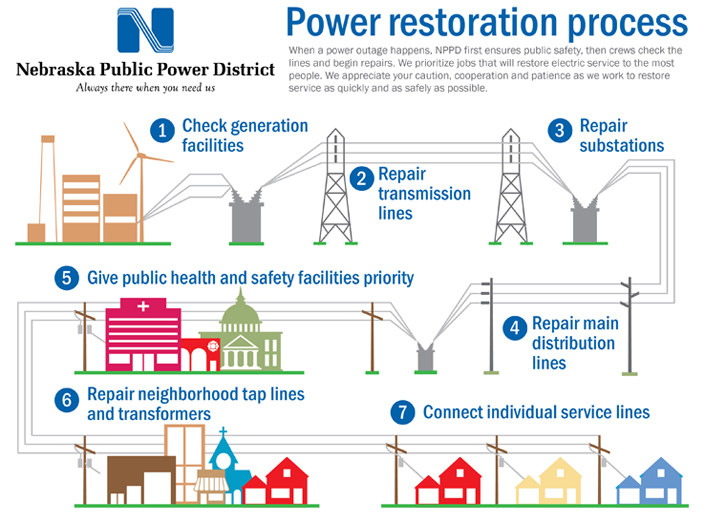 Nebraska Public Power District
Always there when you need us
Power restoration process
When a power outage happens, NPPD first ensures public safety, then crews check the
lines and begin repairs. We prioritize jobs that will restore electric service to the most
people. We appreciate your caution, cooperation and patience as we work to restore
service as quickly and as safely as possible.
1 Check generation
facilities
2 Repair
transmission
lines
3 Repair
substations
4 Repair main
distribution
lines
5 Give public health and safety facilities priority
6 Repair neighborhood tap lines
and transformers
7 Connect individual service lines